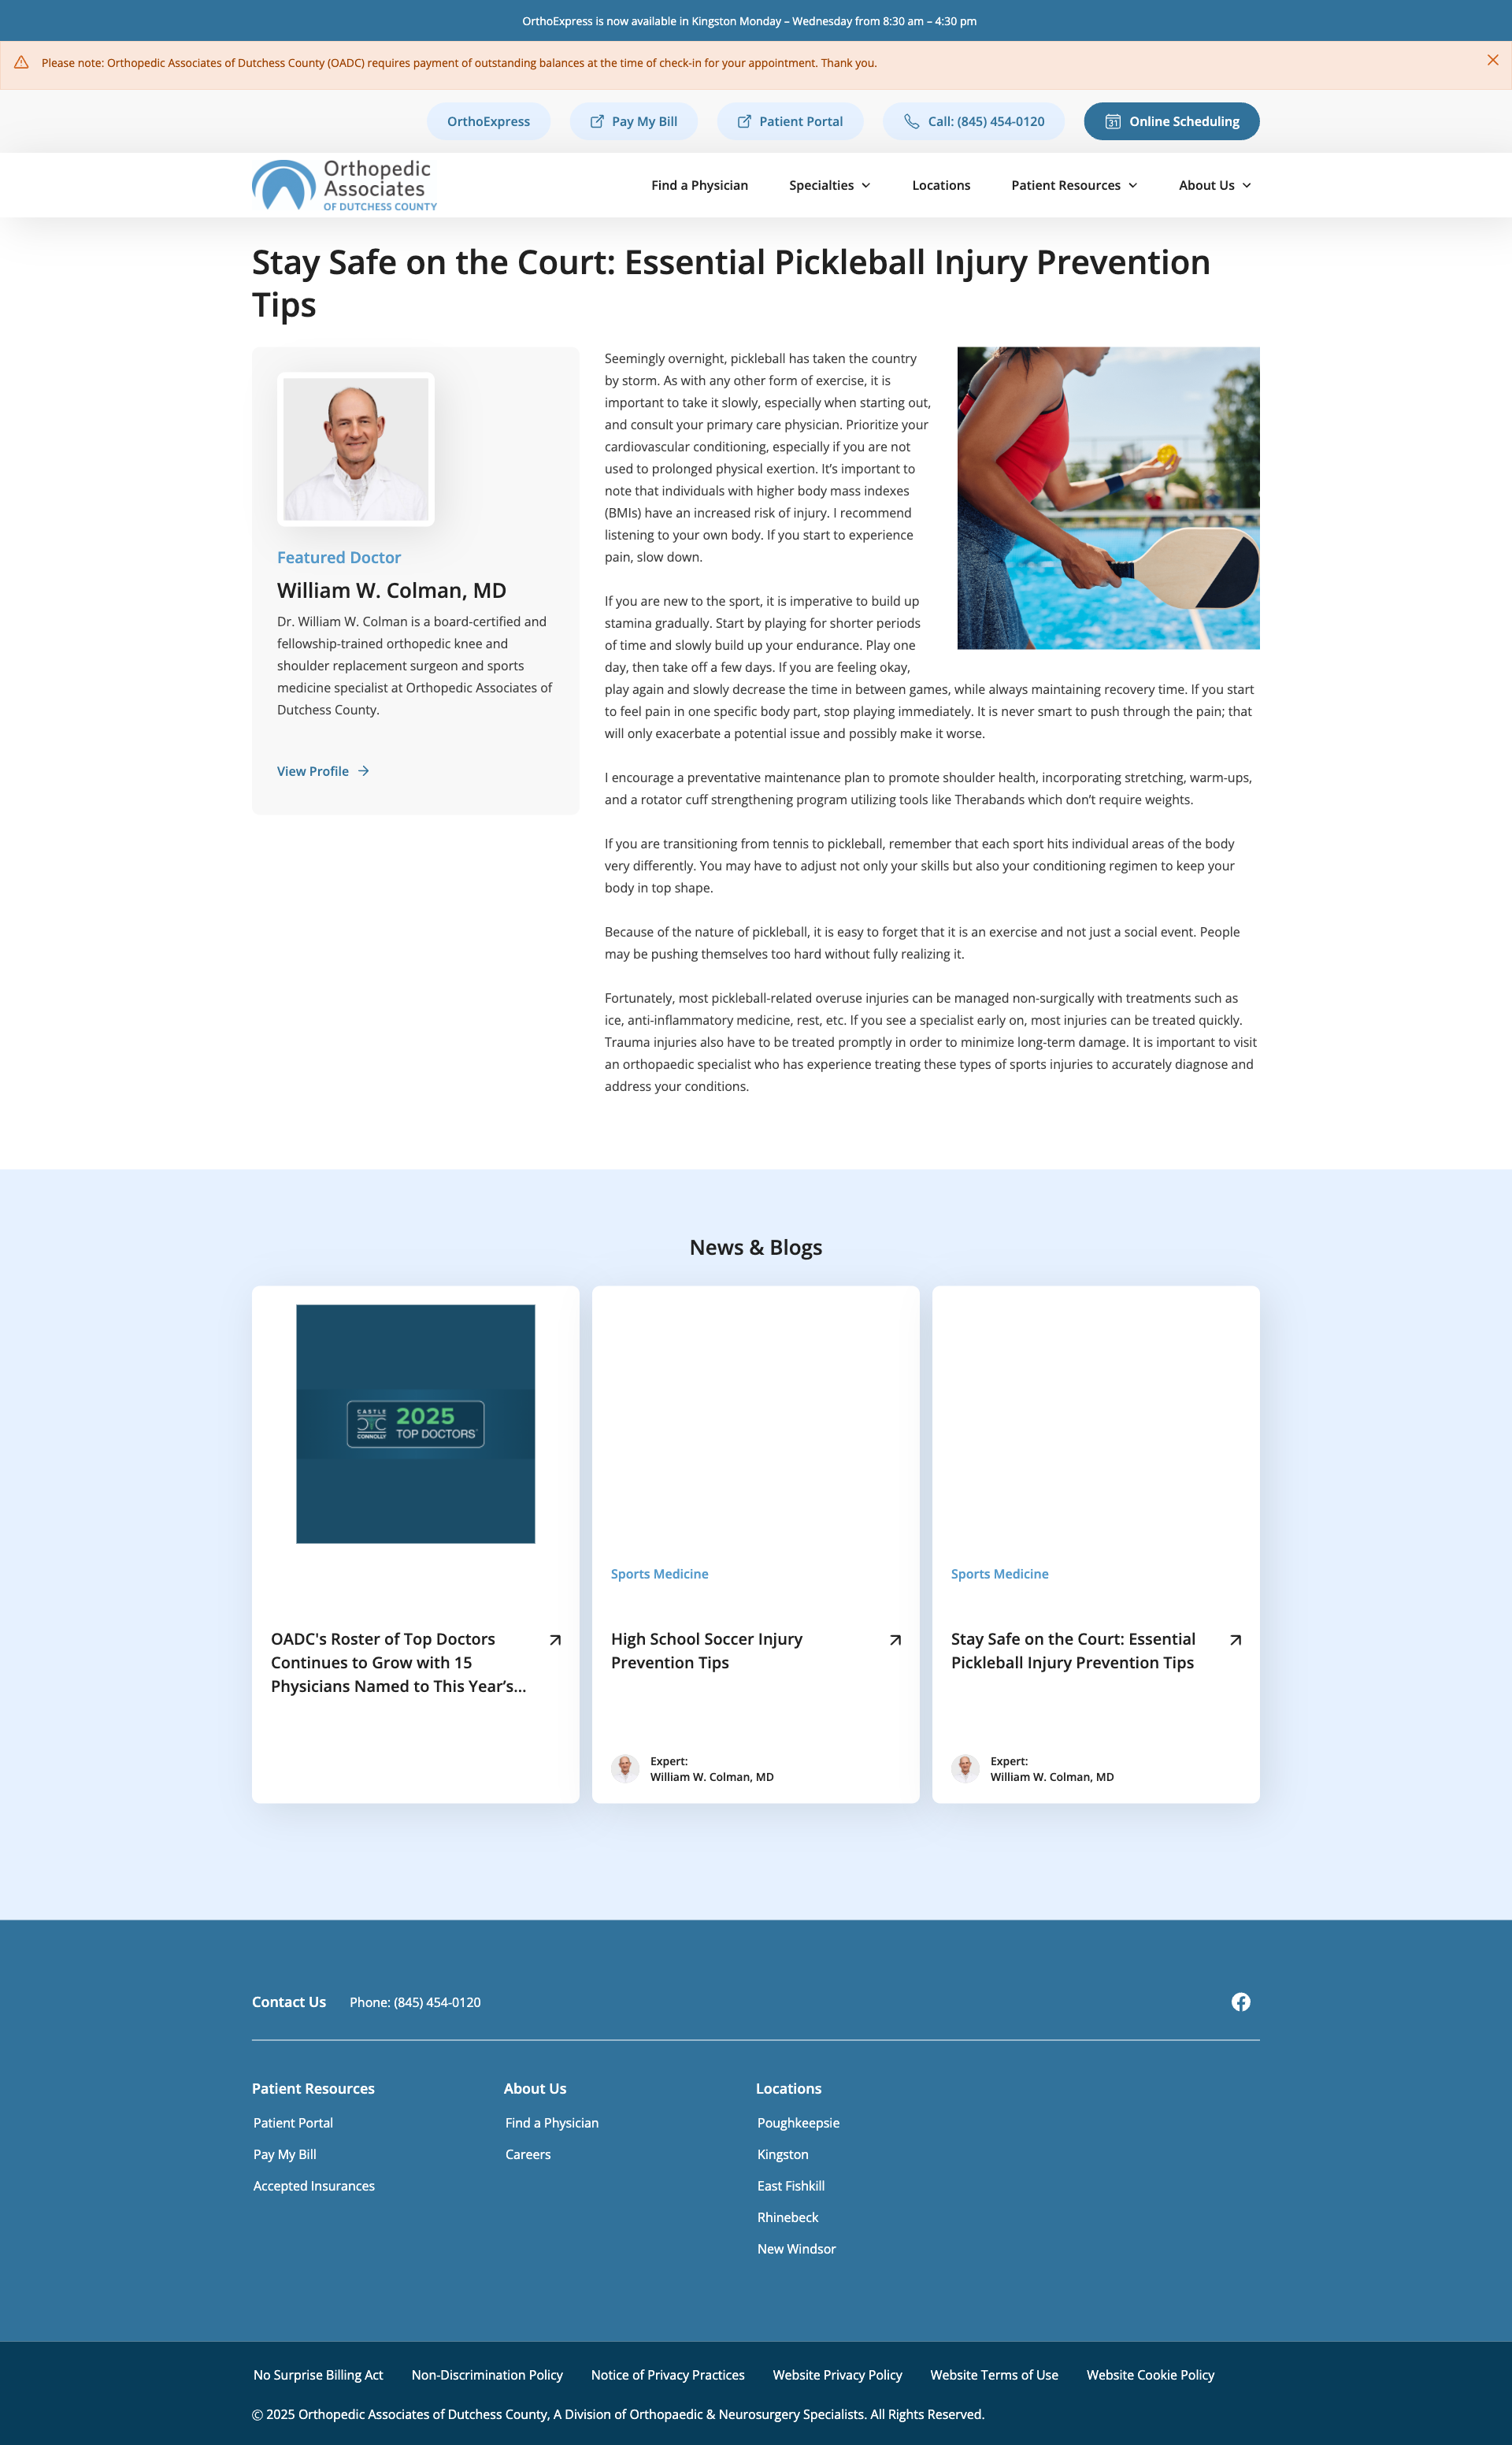 OrthoExpress is now available in Kingston Monday – Wednesday from 8:30 am – 4:30 pm
Please note: Orthopedic Associates of Dutchess County (OADC) requires payment of outstanding balances at the time of check-in for your appointment. Thank you.
OrthoExpress
Pay My Bill
Patient Portal
Call: (845) 454-0120
31
Online Scheduling
Orthopedic
Associates
OF DUTCHESS COUNTY
Find a Physician
Specialties
Locations
Patient Resources
About Us
Stay Safe on the Court: Essential Pickleball Injury Prevention
Tips
Featured Doctor
William W. Colman, MD
Dr. William W. Colman is a board-certified and
fellowship-trained orthopedic knee and
shoulder replacement surgeon and sports
medicine specialist at Orthopedic Associates of
Dutchess County.
View Profile
Seemingly overnight, pickleball has taken the country
by storm. As with any other form of exercise, it is
important to take it slowly, especially when starting out,
and consult your primary care physician. Prioritize your
cardiovascular conditioning, especially if you are not
used to prolonged physical exertion. It’s important to
note that individuals with higher body mass indexes
(BMIs) have an increased risk of injury. I recommend
listening to your own body. If you start to experience
pain, slow down.
If you are new to the sport, it is imperative to build up
stamina gradually. Start by playing for shorter periods
of time and slowly build up your endurance. Play one
day, then take off a few days. If you are feeling okay,
play again and slowly decrease the time in between games, while always maintaining recovery time. If you start
to feel pain in one specific body part, stop playing immediately. It is never smart to push through the pain; that
will only exacerbate a potential issue and possibly make it worse.
I encourage a preventative maintenance plan to promote shoulder health, incorporating stretching, warm-ups,
and a rotator cuff strengthening program utilizing tools like Therabands which don’t require weights.
If you are transitioning from tennis to pickleball, remember that each sport hits individual areas of the body
very differently. You may have to adjust not only your skills but also your conditioning regimen to keep your
body in top shape.
Because of the nature of pickleball, it is easy to forget that it is an exercise and not just a social event. People
may be pushing themselves too hard without fully realizing it.
Fortunately, most pickleball-related overuse injuries can be managed non-surgically with treatments such as
ice, anti-inflammatory medicine, rest, etc. If you see a specialist early on, most injuries can be treated quickly.
Trauma injuries also have to be treated promptly in order to minimize long-term damage. It is important to visit
an orthopaedic specialist who has experience treating these types of sports injuries to accurately diagnose and
address your conditions.
News & Blogs
CASTLE
CONNOLLY
2025
TOP DOCTORS
OADC's Roster of Top Doctors
Continues to Grow with 15
Physicians Named to This Year’s...
Sports Medicine
High School Soccer Injury
Prevention Tips
Expert:
William W. Colman, MD
Sports Medicine
Stay Safe on the Court: Essential
Pickleball Injury Prevention Tips
Expert:
William W. Colman, MD
Contact Us
Phone: (845) 454-0120
Patient Resources
Patient Portal
Pay My Bill
Accepted Insurances
About Us
Find a Physician
Careers
Locations
Poughkeepsie
Kingston
East Fishkill
Rhinebeck
New Windsor
No Surprise Billing Act
Non-Discrimination Policy
Notice of Privacy Practices
Website Privacy Policy
Website Terms of Use
Website Cookie Policy
© 2025 Orthopedic Associates of Dutchess County, A Division of Orthopaedic & Neurosurgery Specialists. All Rights Reserved.